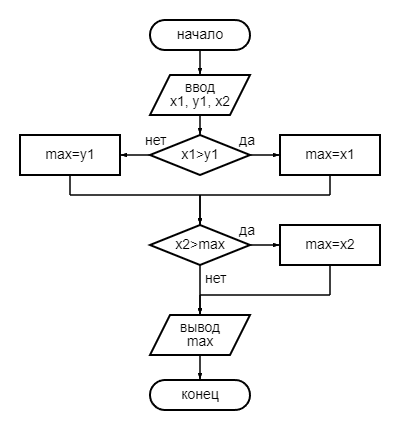 начало
ввод
x1, y1, x2
нет
да
max=y1
x1>y1
max=x1
да
x2>max
max=x2
нет
вывод
max
конец